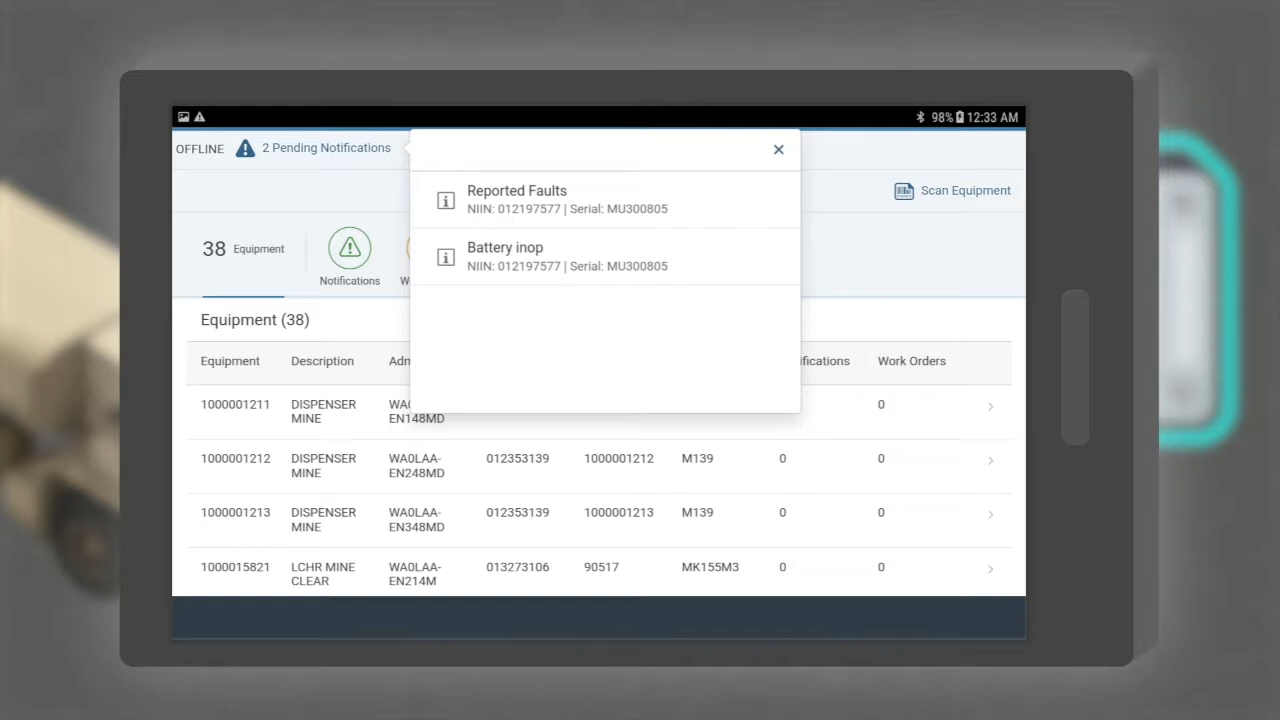 98% 12:33 AM
OFFLINE 2 Pending Notifications
Scan Equipment
Reported Faults
NIIN: 012197577 | Serial: MU300805
Battery inop
NIIN: 012197577 | Serial: MU300805
38 Equipment
Notifications W
Equipment (38)
Equipment Description Adn ifications Work Orders
1000001211 DISPENSER MINE WA0LAA-EN148MD 0
1000001212 DISPENSER MINE WA0LAA-EN248MD 012353139 1000001212 M139 0 0
1000001213 DISPENSER MINE WA0LAA-EN348MD 012353139 1000001213 M139 0 0
1000015821 LCHR MINE CLEAR WA0LAA-EN214M 013273106 90517 MK155M3 0 0